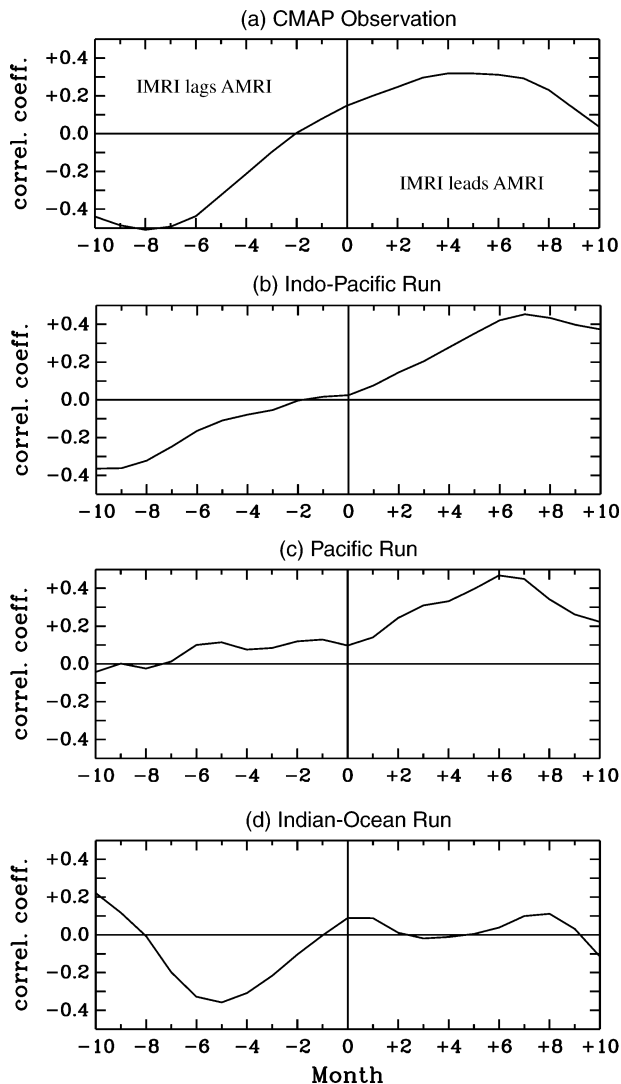 (a) CMAP Observation
correl. coeff.
+0.4
+0.2
0.0
−0.2
−0.4
IMRI lags AMRI
IMRI leads AMRI
−10 −8 −6 −4 −2 0 +2 +4 +6 +8 +10
(b) Indo-Pacific Run
correl. coeff.
+0.4
+0.2
0.0
−0.2
−0.4
−10 −8 −6 −4 −2 0 +2 +4 +6 +8 +10
(c) Pacific Run
correl. coeff.
+0.4
+0.2
0.0
−0.2
−0.4
−10 −8 −6 −4 −2 0 +2 +4 +6 +8 +10
(d) Indian-Ocean Run
correl. coeff.
+0.4
+0.2
0.0
−0.2
−0.4
−10 −8 −6 −4 −2 0 +2 +4 +6 +8 +10
Month